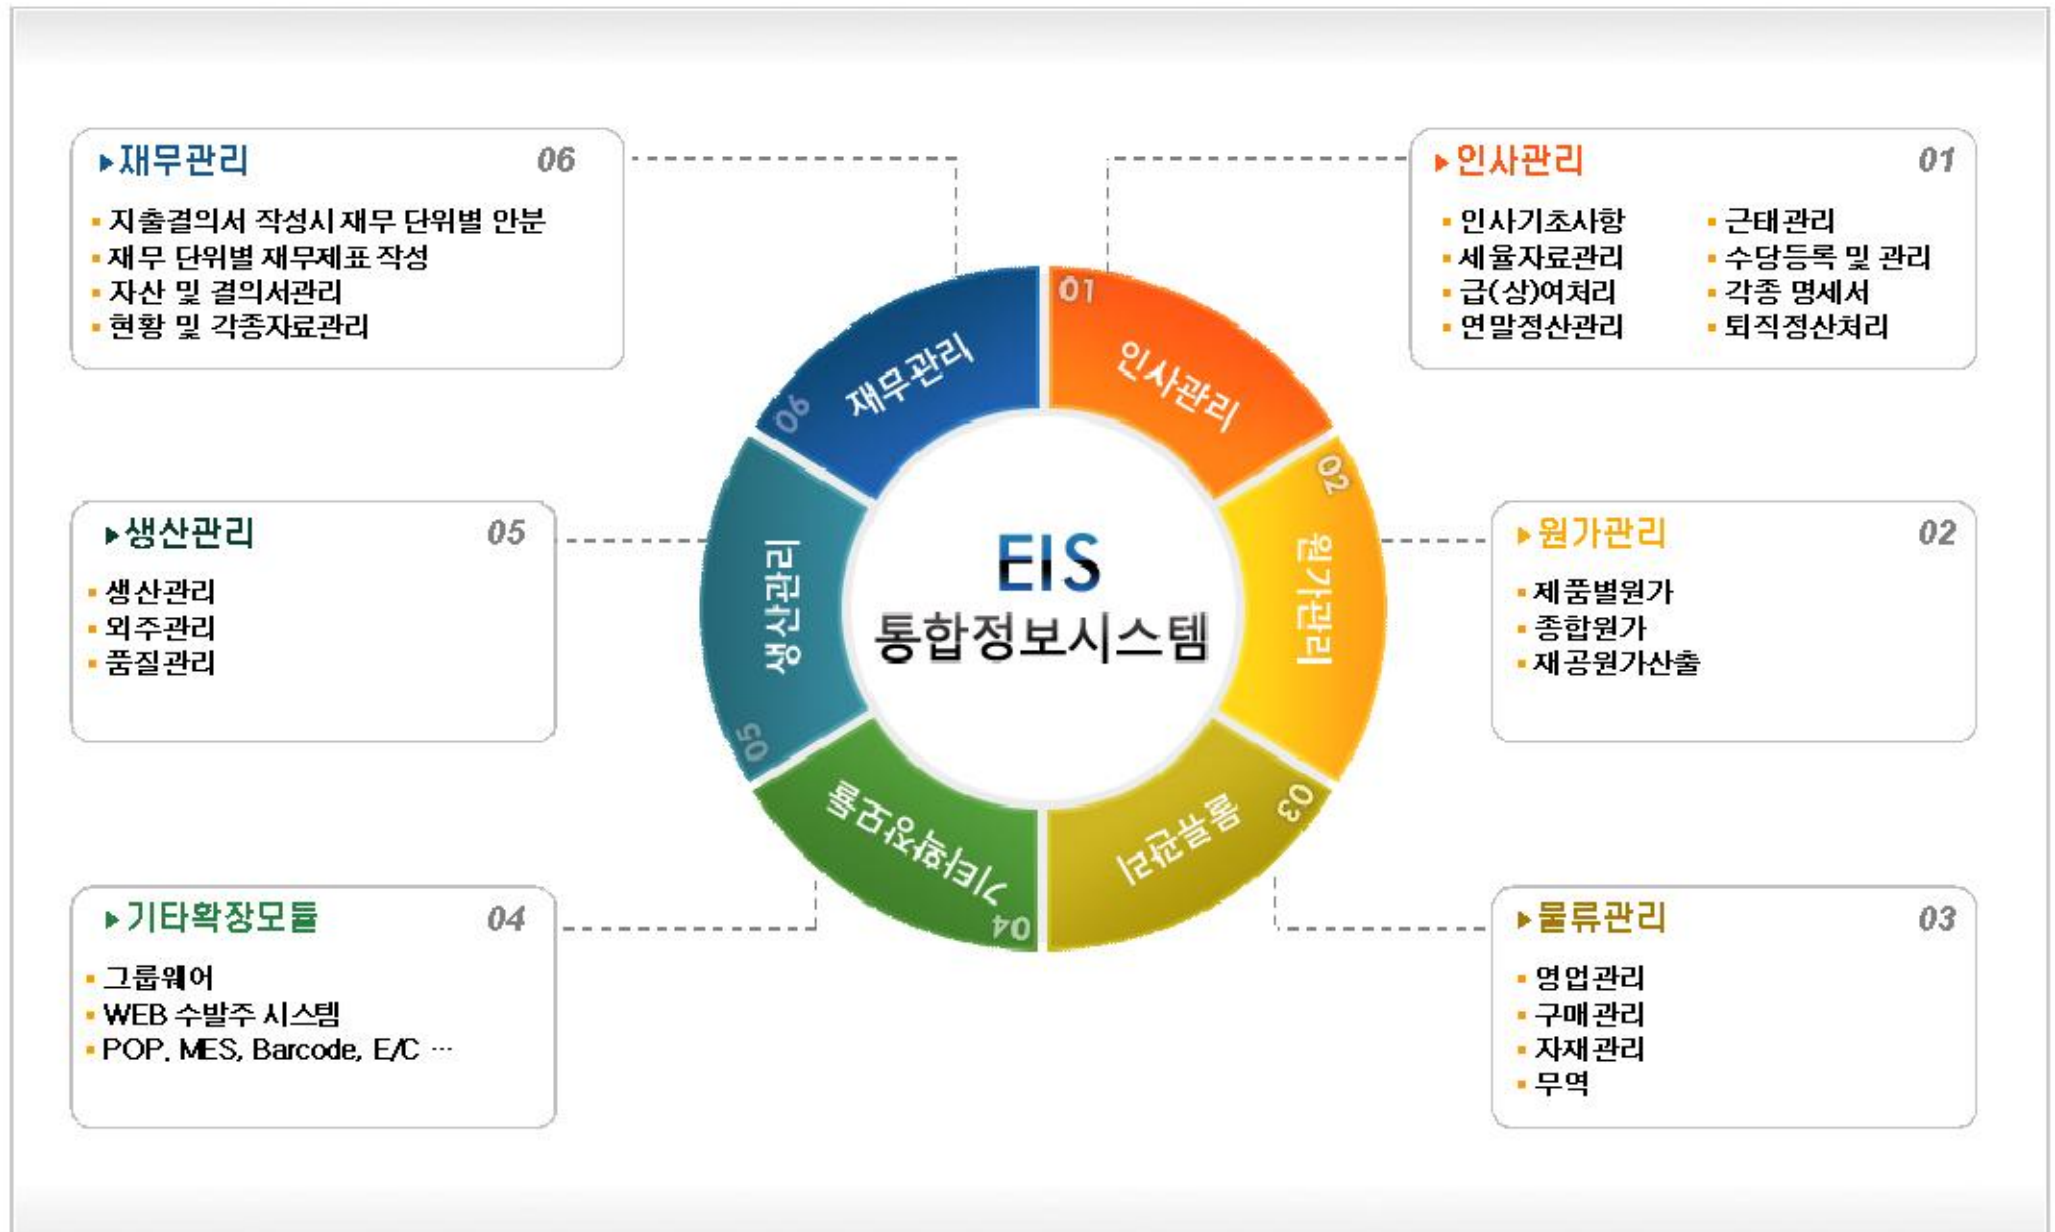 ▶재무관리 06
▪ 지출결의서 작성시 재무 단위별 안분
▪ 재무 단위별 재무제표 작성
▪ 자산 및 결의서관리
▪ 현황 및 각종자료관리
▶인사관리 01
▪ 인사기초사항 ▪ 근태관리
▪ 세율자료관리 ▪ 수당등록 및 관리
▪ 급(상)여처리 ▪ 각종 명세서
▪ 연말정산관리 ▪ 퇴직정산처리
▶생산관리 05
▪ 생산관리
▪ 외주관리
▪ 품질관리
▶원가관리 02
▪ 제품별원가
▪ 종합원가
▪ 재공원가산출
▶기타확장모듈 04
▪ 그룹웨어
▪ WEB 수발주 시스템
▪ POP, MES, Barcode, E/C ···
▶물류관리 03
▪ 영업관리
▪ 구매관리
▪ 자재관리
▪ 무역
EIS
통합정보시스템
01
인사관리
02
원가관리
03
물류관리
04
기타확장모듈
05
생산관리
06
재무관리